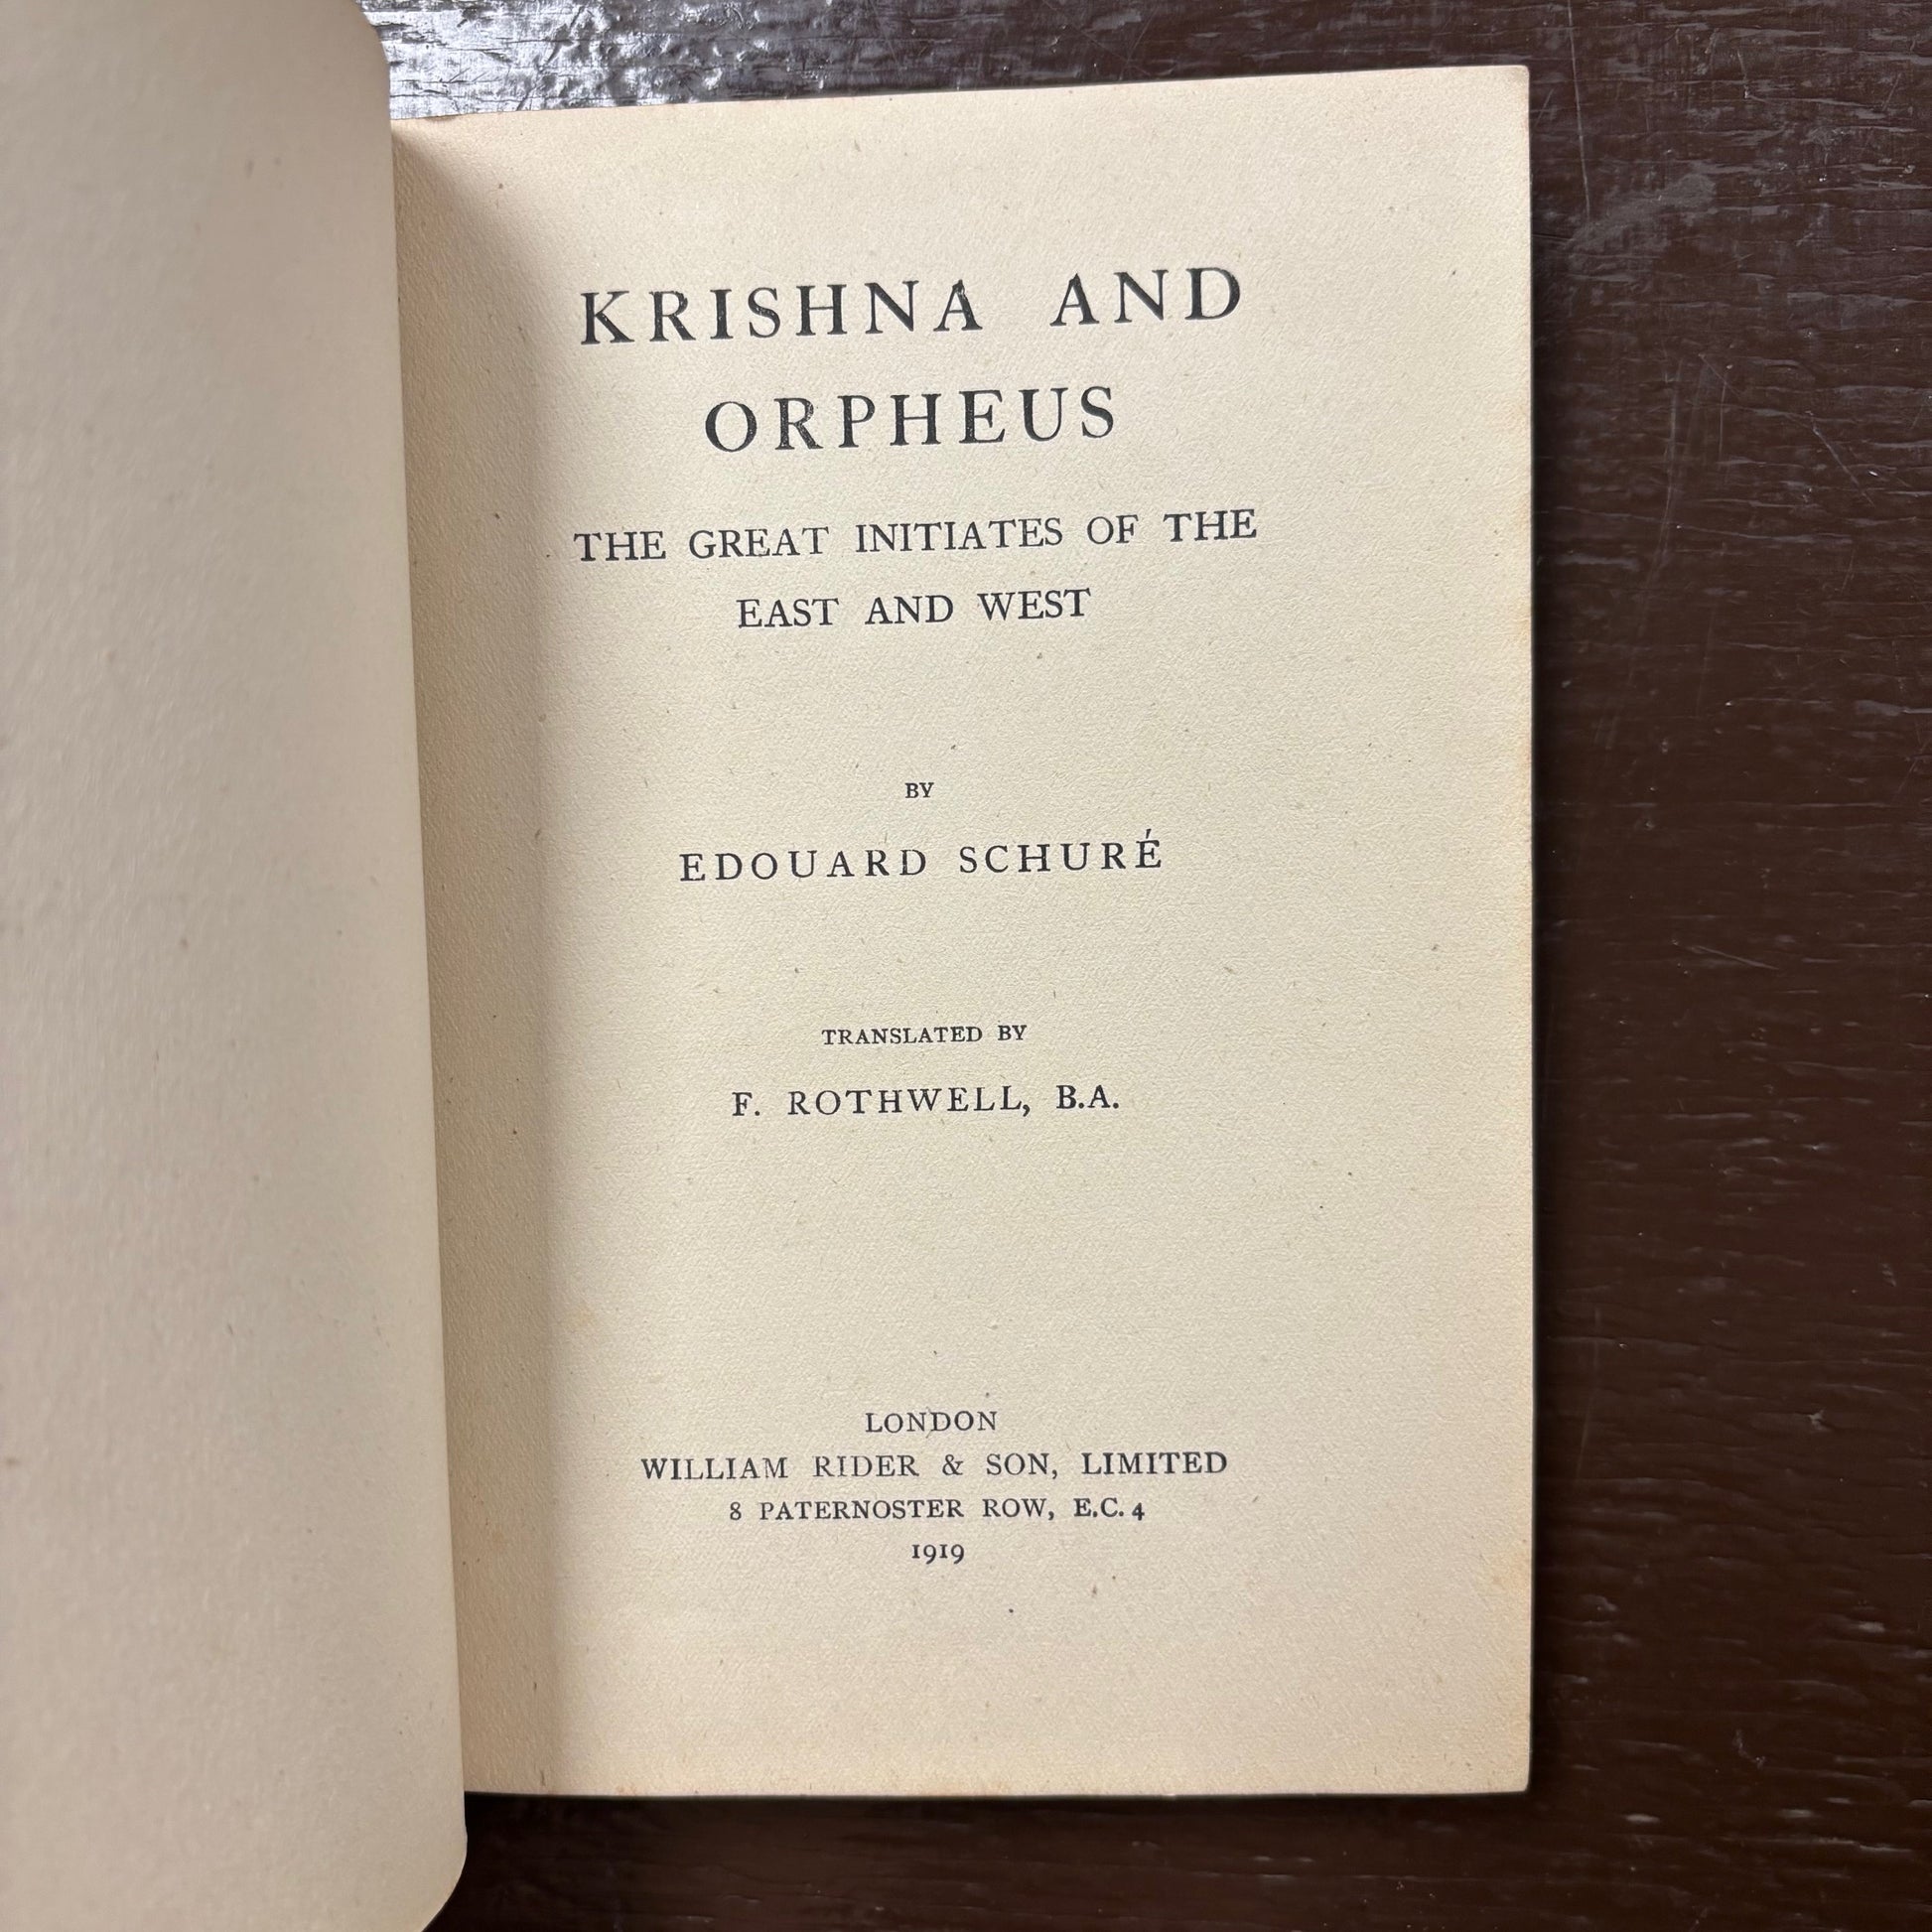 KRISHNA AND
ORPHEUS
THE GREAT INITIATES OF THE
EAST AND WEST
BY
EDOUARD SCHURÉ
TRANSLATED BY
F. ROTHWELL, B.A.
LONDON
WILLIAM RIDER & SON, LIMITED
8 PATERNOSTER ROW, E.C. 4
1919